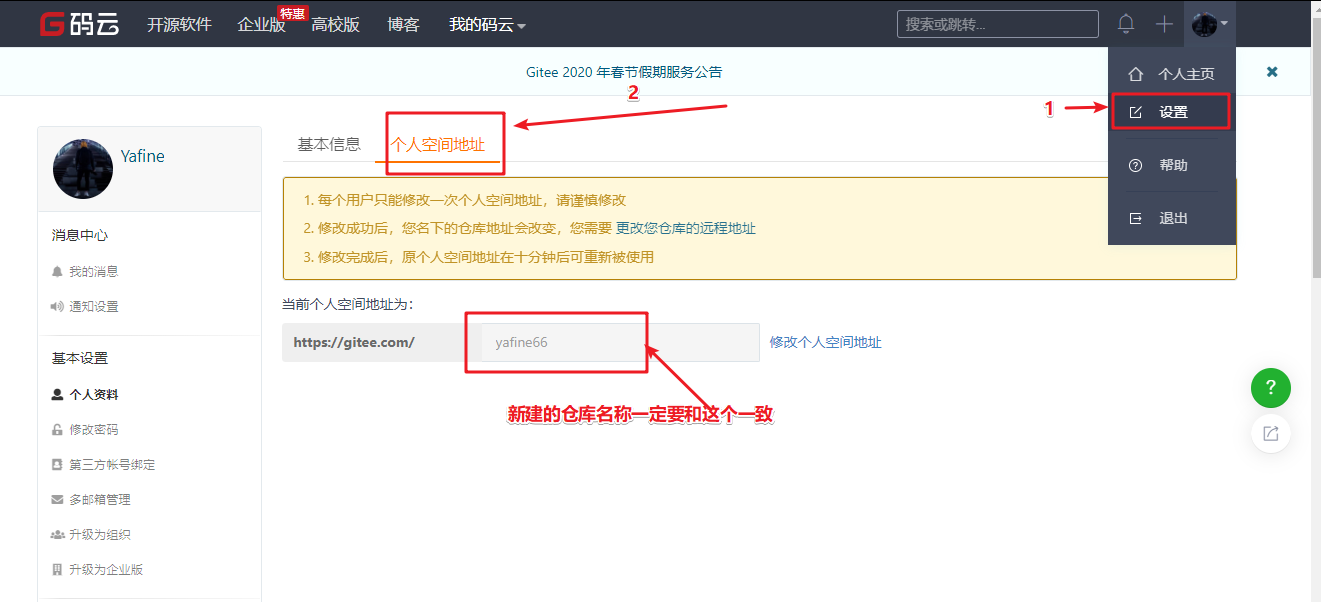 码云 开源软件 企业版 特惠 高校版 博客 我的码云 搜索或跳转...
Gitee 2020 年春节假期服务公告
个人主页
1 设置
帮助
退出
2
Yafine
消息中心
我的消息
通知设置
基本设置
个人资料
修改密码
第三方帐号绑定
多邮箱管理
升级为组织
升级为企业版
基本信息 个人空间地址
1. 每个用户只能修改一次个人空间地址，请谨慎修改
2. 修改成功后，您名下的仓库地址会改变，您需要 更改您仓库的远程地址
3. 修改完成后，原个人空间地址在十分钟后可重新被使用
当前个人空间地址为：
https://gitee.com/ yafine66 修改个人空间地址
新建的仓库名称一定要和这个一致
?